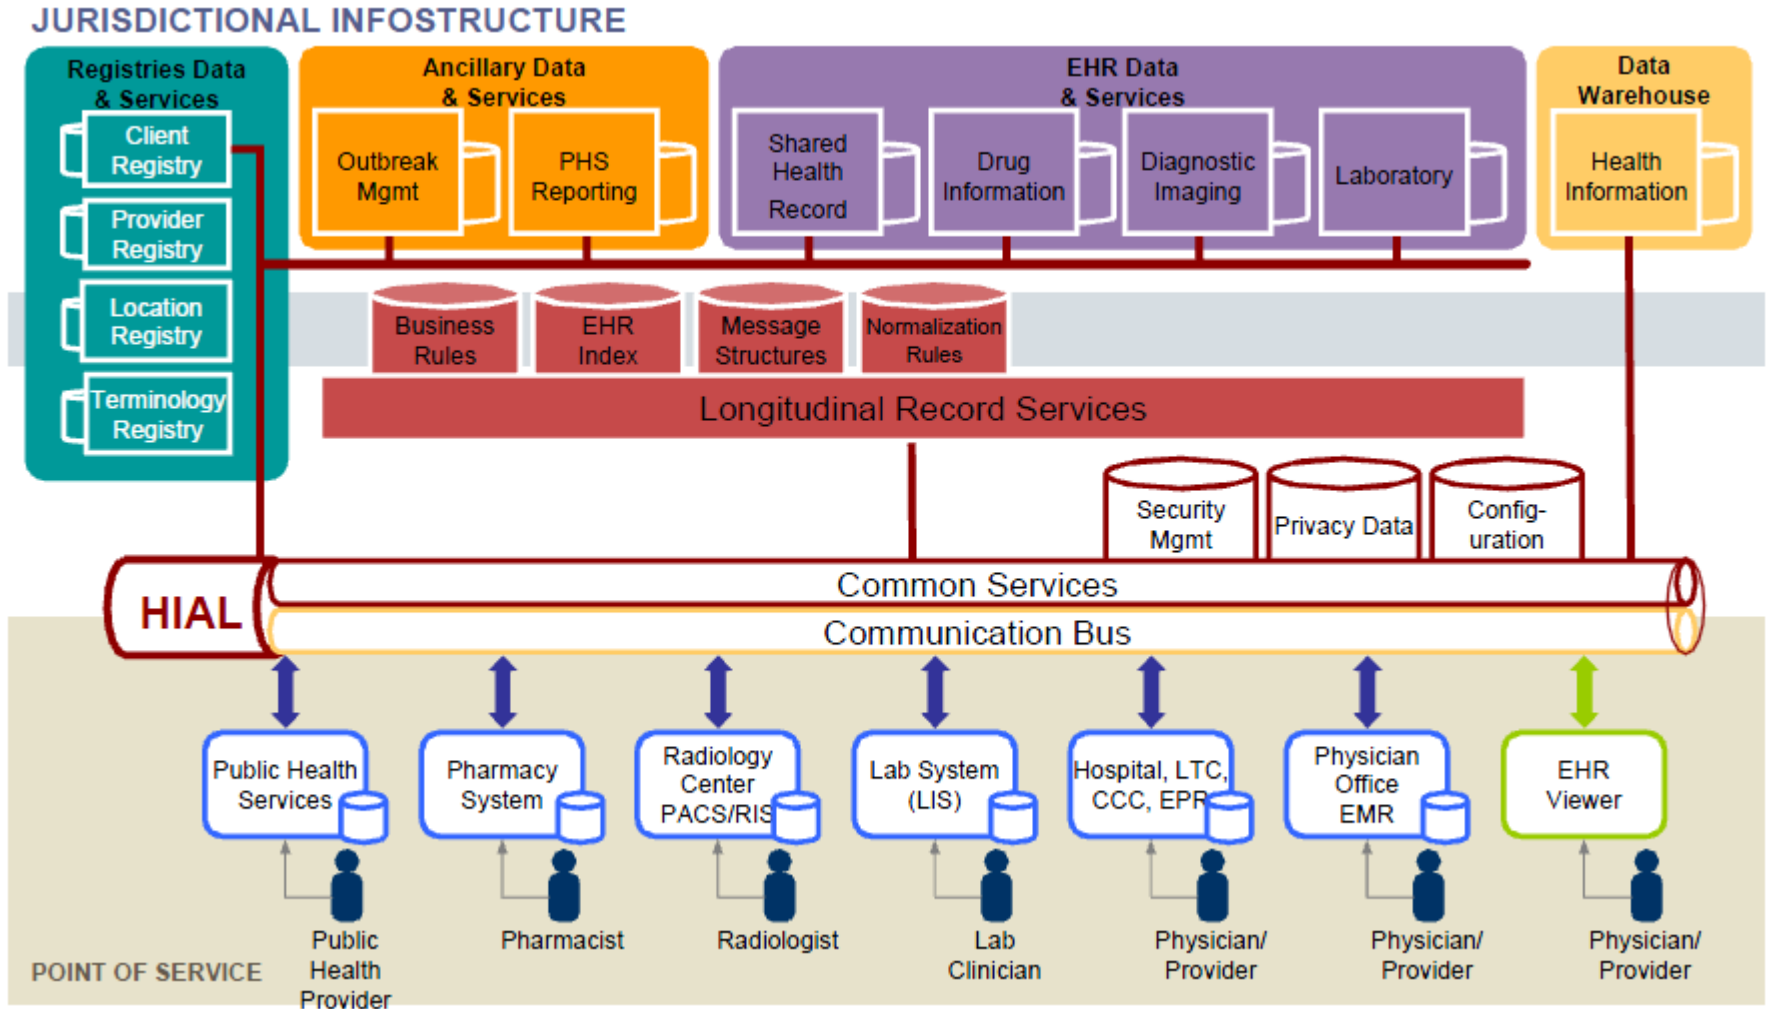 JURISDICTIONAL INFOSTRUCTURE
Registries Data
& Services
Client
Registry
Provider
Registry
Location
Registry
Terminology
Registry
Ancillary Data
& Services
Outbreak
Mgmt
PHS
Reporting
EHR Data
& Services
Shared
Health
Record
Drug
Information
Diagnostic
Imaging
Laboratory
Data
Warehouse
Health
Information
Business
Rules
EHR
Index
Message
Structures
Normalization
Rules
Longitudinal Record Services
Security
Mgmt
Privacy Data
Config-
uration
HIAL
Common Services
Communication Bus
Public Health
Services
Pharmacy
System
Radiology
Center
PACS/RIS
Lab System
(LIS)
Hospital, LTC,
CCC, EPR
Physician
Office
EMR
EHR
Viewer
Public
Health
Provider
Pharmacist
Radiologist
Lab
Clinician
Physician/
Provider
Physician/
Provider
Physician/
Provider
POINT OF SERVICE